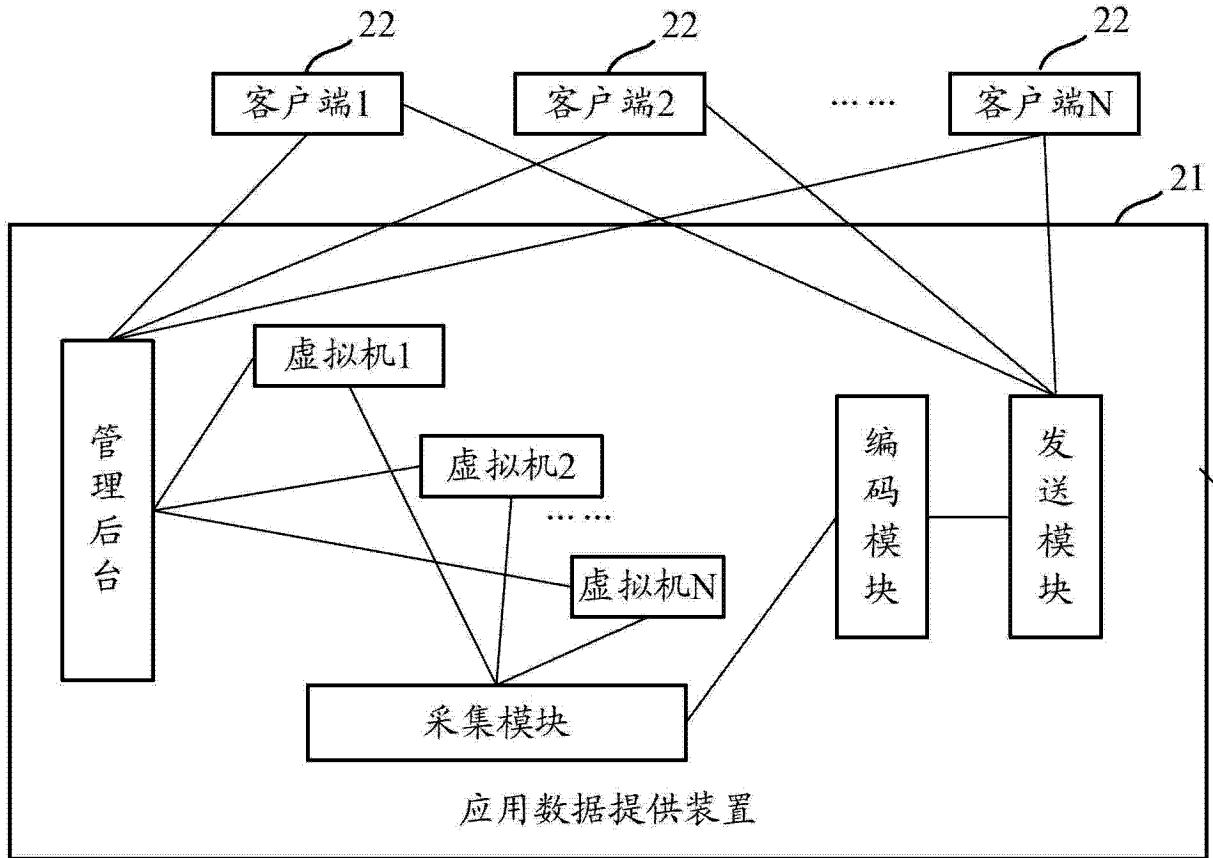 22
22
22
客户端1
客户端2
……
客户端N
21
虚拟机1
管理后台
虚拟机2
……
虚拟机N
编码模块
发送模块
采集模块
应用数据提供装置